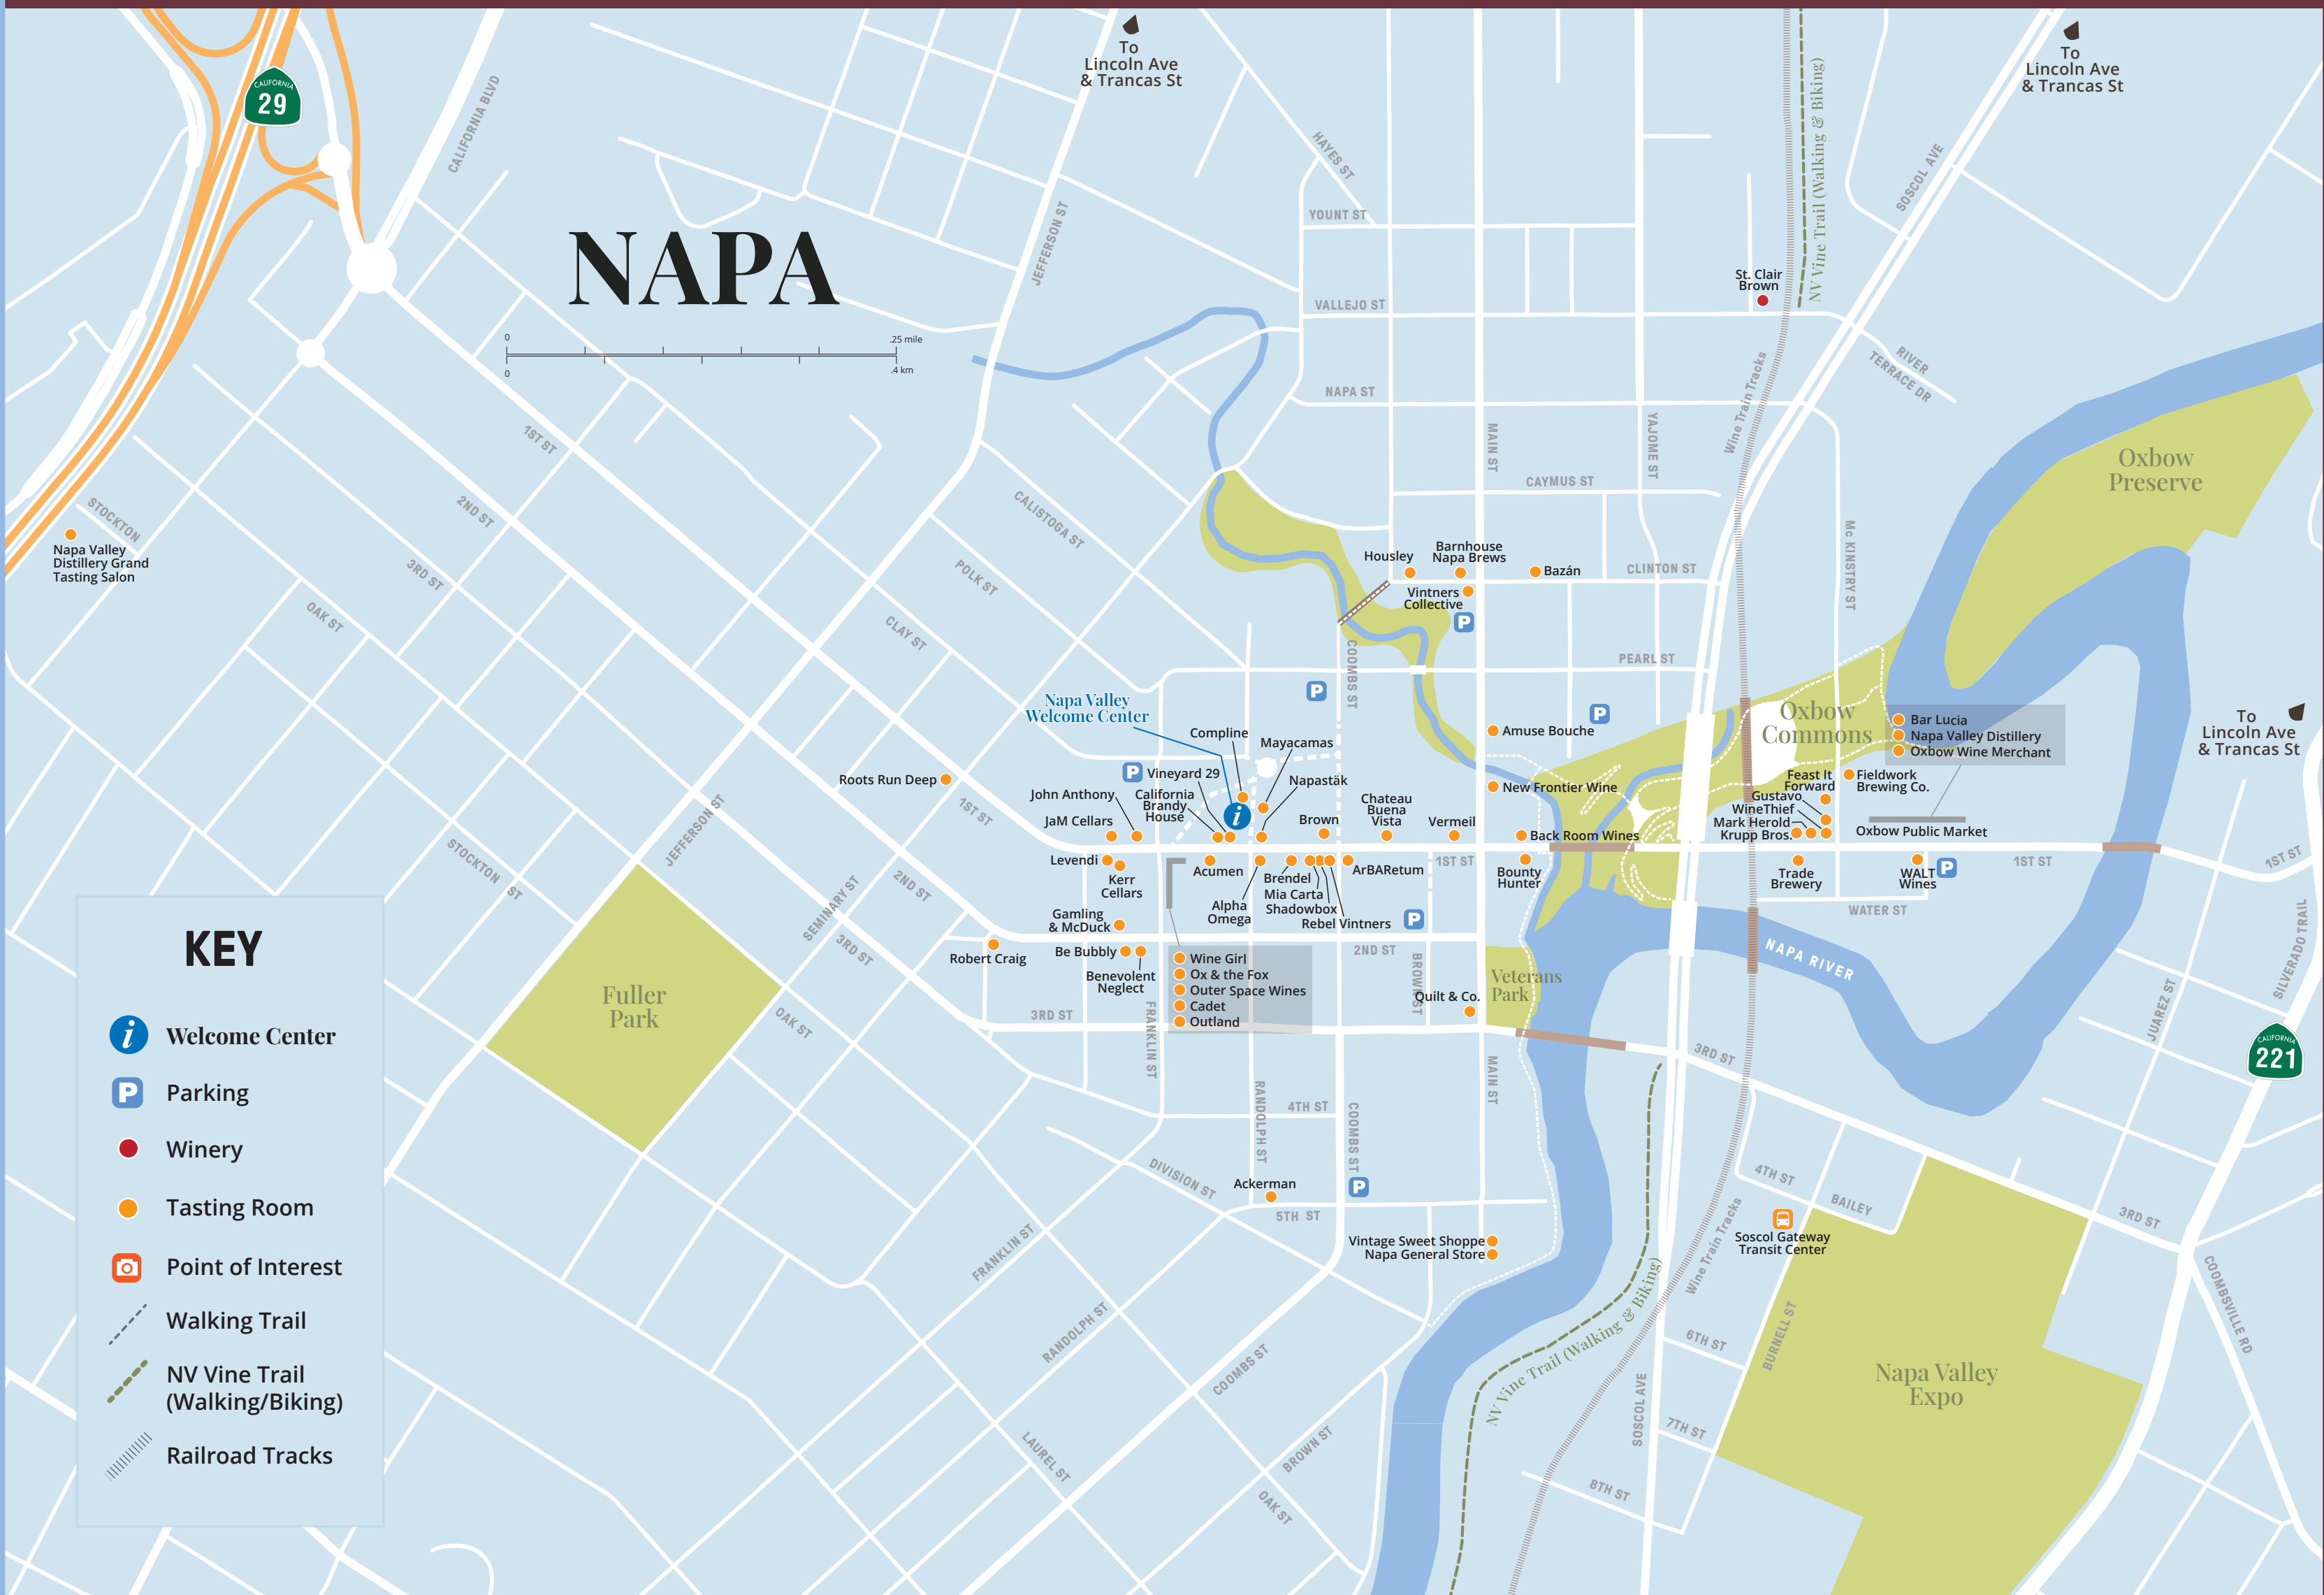 To
Lincoln Ave
& Trancas St
To
Lincoln Ave
& Trancas St
CALIFORNIA
29
CALIFORNIA BLVD
HAYES ST
SOSCOL AVE
NV Vine Trail (Walking & Biking)
JEFFERSON ST
YOUNT ST
NAPA
St. Clair
Brown
VALLEJO ST
0
.25 mile
0
.4 km
RIVER
TERRACE DR
Wine Train Tracks
NAPA ST
1ST ST
MAIN ST
YAJOME ST
Oxbow
Preserve
CAYMUS ST
2ND ST
STOCKTON
CALISTOGA ST
Mc KINSTRY ST
Napa Valley
Distillery Grand
Tasting Salon
3RD ST
POLK ST
Housley
Barnhouse
Napa Brews
Bazán
CLINTON ST
Vintners
Collective
P
OAK ST
CLAY ST
COOMBS ST
PEARL ST
P
Napa Valley
Welcome Center
P
Oxbow
Commons
Bar Lucia
Napa Valley Distillery
Oxbow Wine Merchant
To
Lincoln Ave
& Trancas St
Amuse Bouche
Compline
Mayacamas
P
Vineyard 29
Napastäk
Roots Run Deep
John Anthony
California
Brandy
House
i
New Frontier Wine
Feast It
Forward
Fieldwork
Brewing Co.
Gustavo
WineThief
Mark Herold
Krupp Bros.
1ST ST
JEFFERSON ST
JaM Cellars
Brown
Chateau
Buena
Vista
Vermeil
Back Room Wines
Oxbow Public Market
Levendi
Kerr
Cellars
Acumen
Alpha
Omega
Brendel
Mia Carta
Shadowbox
Rebel Vintners
ArBARetum
1ST ST
Bounty
Hunter
Trade
Brewery
WALT
Wines
P
1ST ST
1ST ST
STOCKTON ST
2ND ST
SEMINARY ST
WATER ST
Gamling
& McDuck
P
3RD ST
Robert Craig
Be Bubbly
Benevolent
Neglect
2ND ST
BROWN ST
NAPA RIVER
SILVERADO TRAIL
Wine Girl
Ox & the Fox
Outer Space Wines
Cadet
Outland
Veterans
Park
Quilt & Co.
Fuller
Park
OAK ST
3RD ST
FRANKLIN ST
JUAREZ ST
CALIFORNIA
221
3RD ST
MAIN ST
RANDOLPH ST
4TH ST
COOMBS ST
DIVISION ST
Ackerman
P
5TH ST
4TH ST
BAILEY
3RD ST
Soscol Gateway
Transit Center
Wine Train Tracks
Vintage Sweet Shoppe
Napa General Store
FRANKLIN ST
COOMBSVILLE RD
RANDOLPH ST
NV Vine Trail (Walking & Biking)
6TH ST
BURNELL ST
COOMBS ST
Napa Valley
Expo
SOSCOL AVE
7TH ST
LAUREL ST
BROWN ST
OAK ST
8TH ST
KEY
i
Welcome Center
P
Parking
Winery
Tasting Room
Point of Interest
Walking Trail
NV Vine Trail
(Walking/Biking)
Railroad Tracks